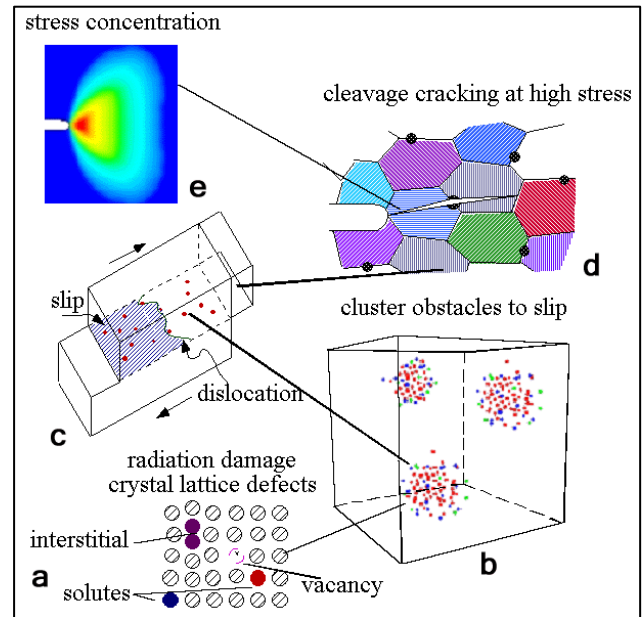 stress concentration
e
cleavage cracking at high stress
d
slip
dislocation
c
cluster obstacles to slip
b
radiation damage
crystal lattice defects
interstitial
a
vacancy
solutes